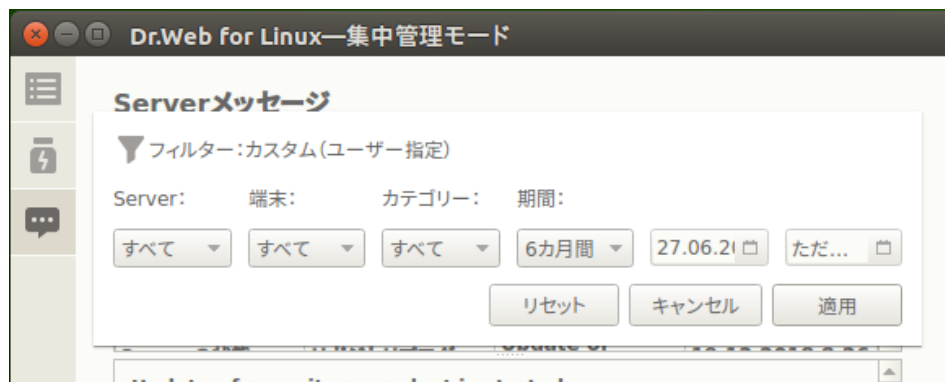 Dr.Web for Linux—集中管理モード
Serverメッセージ
フィルター：カスタム（ユーザー指定）
Server： 端末： カテゴリー： 期間：
すべて すべて すべて 6カ月間 27.06.20 ただ...
リセット キャンセル 適用